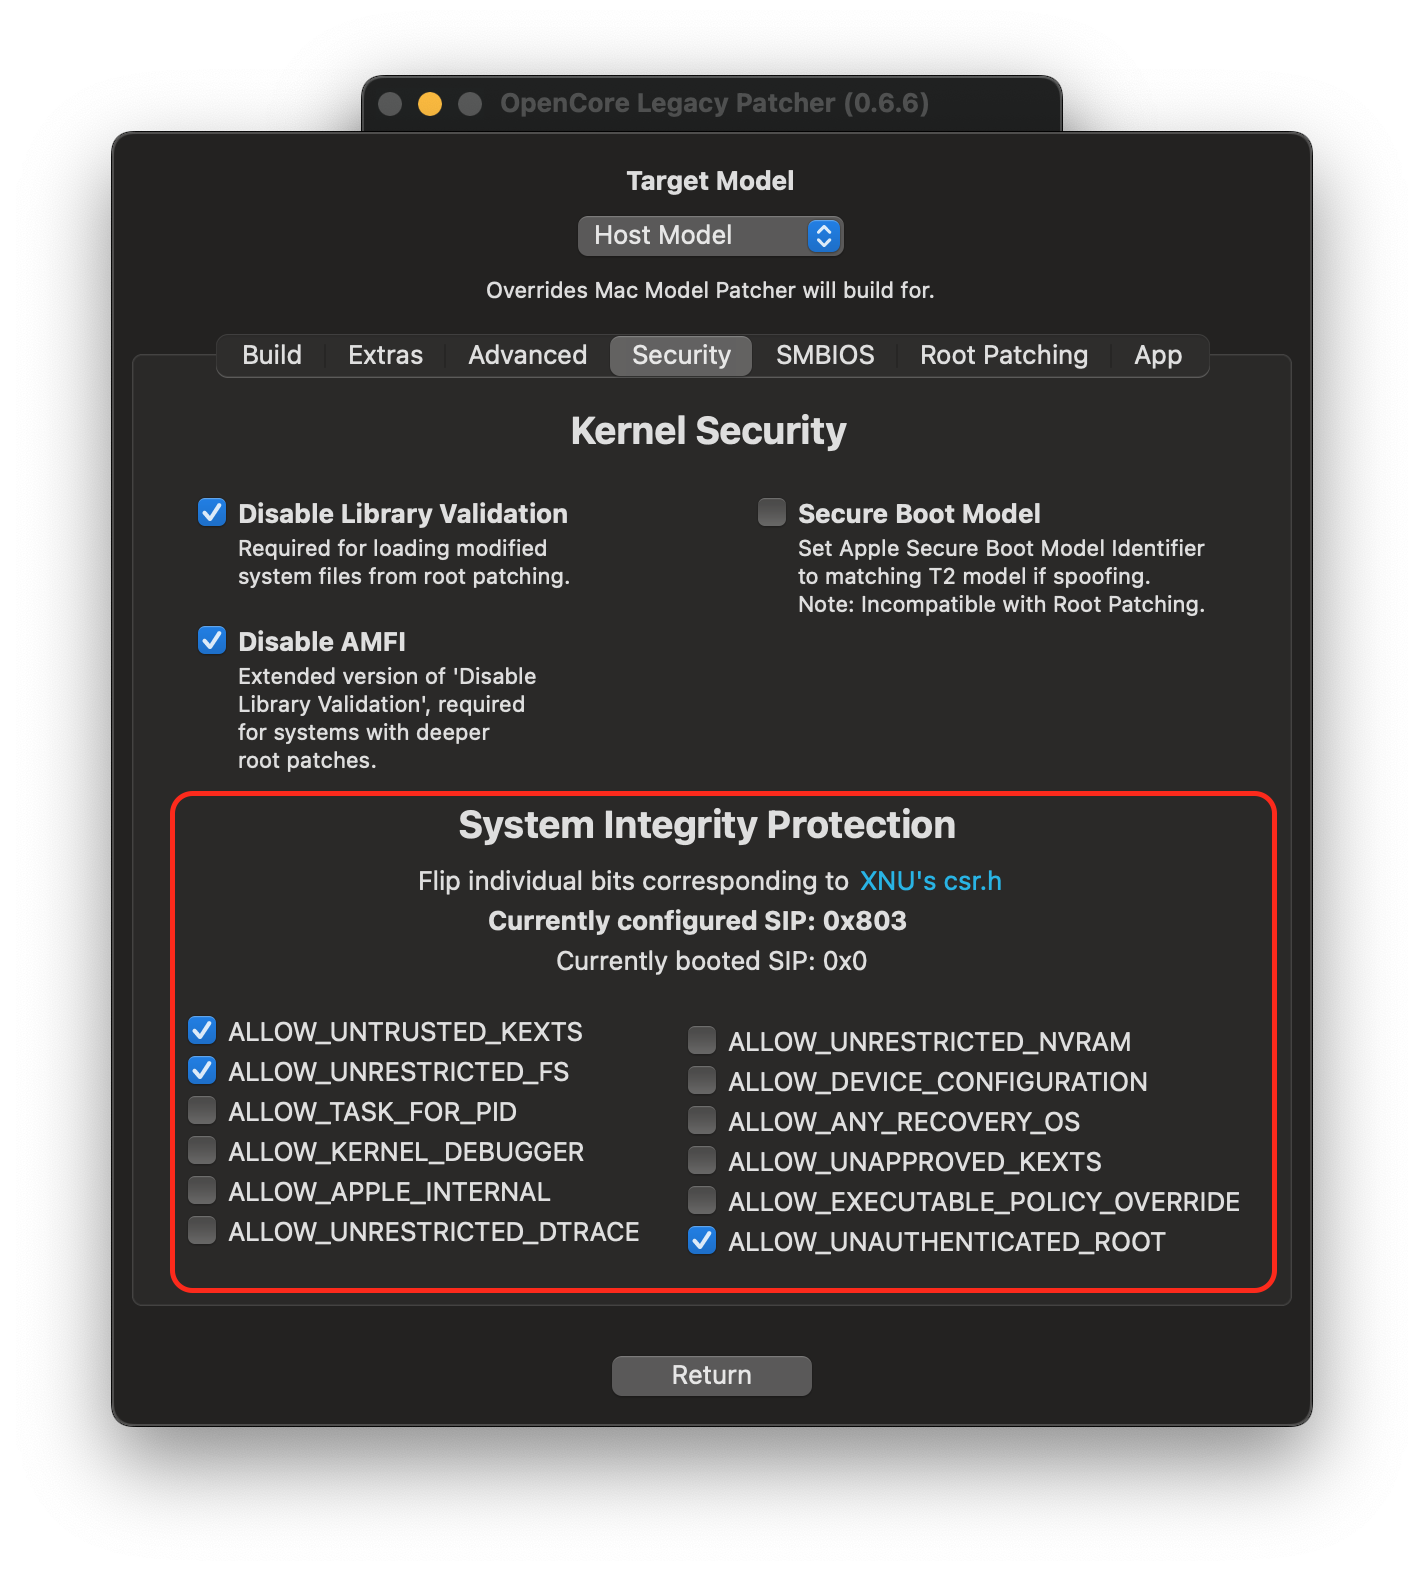 OpenCore Legacy Patcher (0.6.6)
Target Model
Host Model
Overrides Mac Model Patcher will build for.
Build Extras Advanced Security SMBIOS Root Patching App
Kernel Security
Disable Library Validation
Required for loading modified
system files from root patching.
Secure Boot Model
Set Apple Secure Boot Model Identifier
to matching T2 model if spoofing.
Note: Incompatible with Root Patching.
Disable AMFI
Extended version of 'Disable
Library Validation', required
for systems with deeper
root patches.
System Integrity Protection
Flip individual bits corresponding to XNU's csr.h
Currently configured SIP: 0x803
Currently booted SIP: 0x0
ALLOW_UNTRUSTED_KEXTS
ALLOW_UNRESTRICTED_FS
ALLOW_TASK_FOR_PID
ALLOW_KERNEL_DEBUGGER
ALLOW_APPLE_INTERNAL
ALLOW_UNRESTRICTED_DTRACE
ALLOW_UNRESTRICTED_NVRAM
ALLOW_DEVICE_CONFIGURATION
ALLOW_ANY_RECOVERY_OS
ALLOW_UNAPPROVED_KEXTS
ALLOW_EXECUTABLE_POLICY_OVERRIDE
ALLOW_UNAUTHENTICATED_ROOT
Return